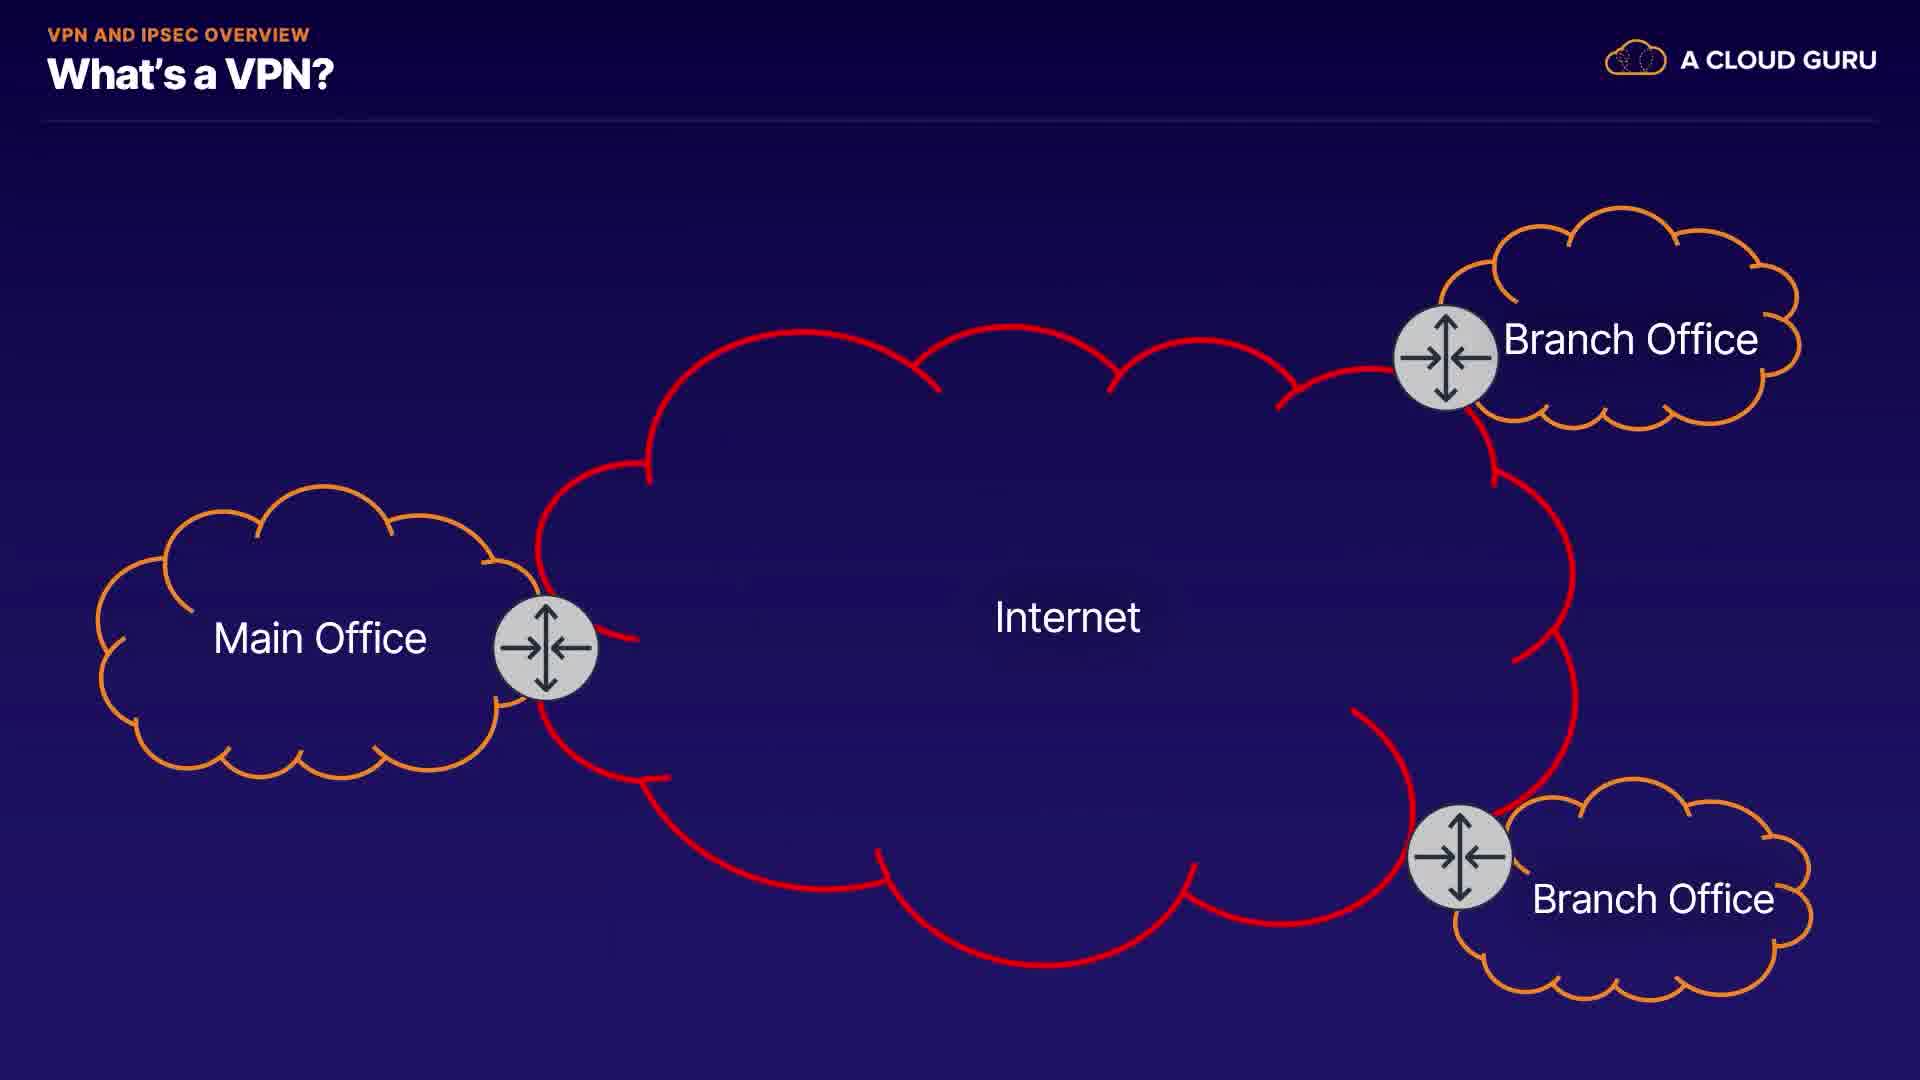 VPN AND IPSEC OVERVIEW
What's a VPN?
A CLOUD GURU
Branch Office
Internet
Main Office
Branch Office